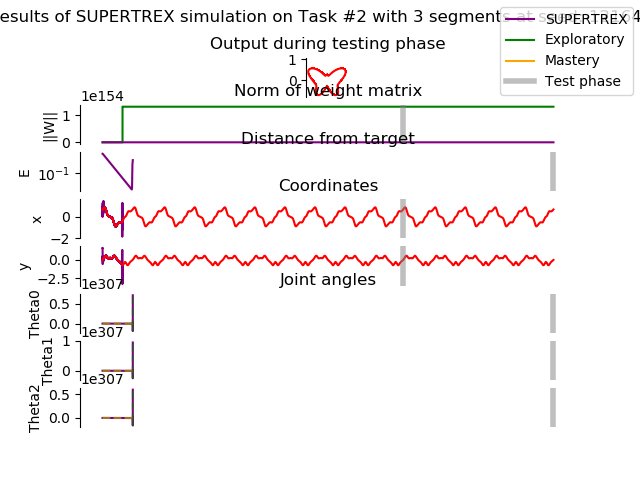 esults of SUPERTREX simulation on Task #2 with 3 segments at
SUPERTREX
Exploratory
Mastery
Test phase
Output during testing phase
1
0
Norm of weight matrix
1e154
||W||
1
0
Distance from target
E
10⁻¹
Coordinates
x
0
−2
y
0.0
−2.5
Joint angles
1e307
Theta0
0.5
0.0
1e307
Theta1
1
0
1e307
Theta2
0.5
0.0